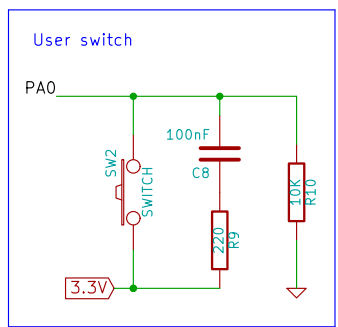 User switch
PA0
100nF
C8
SW2
SWITCH
10K
R10
220
R9
3.3V